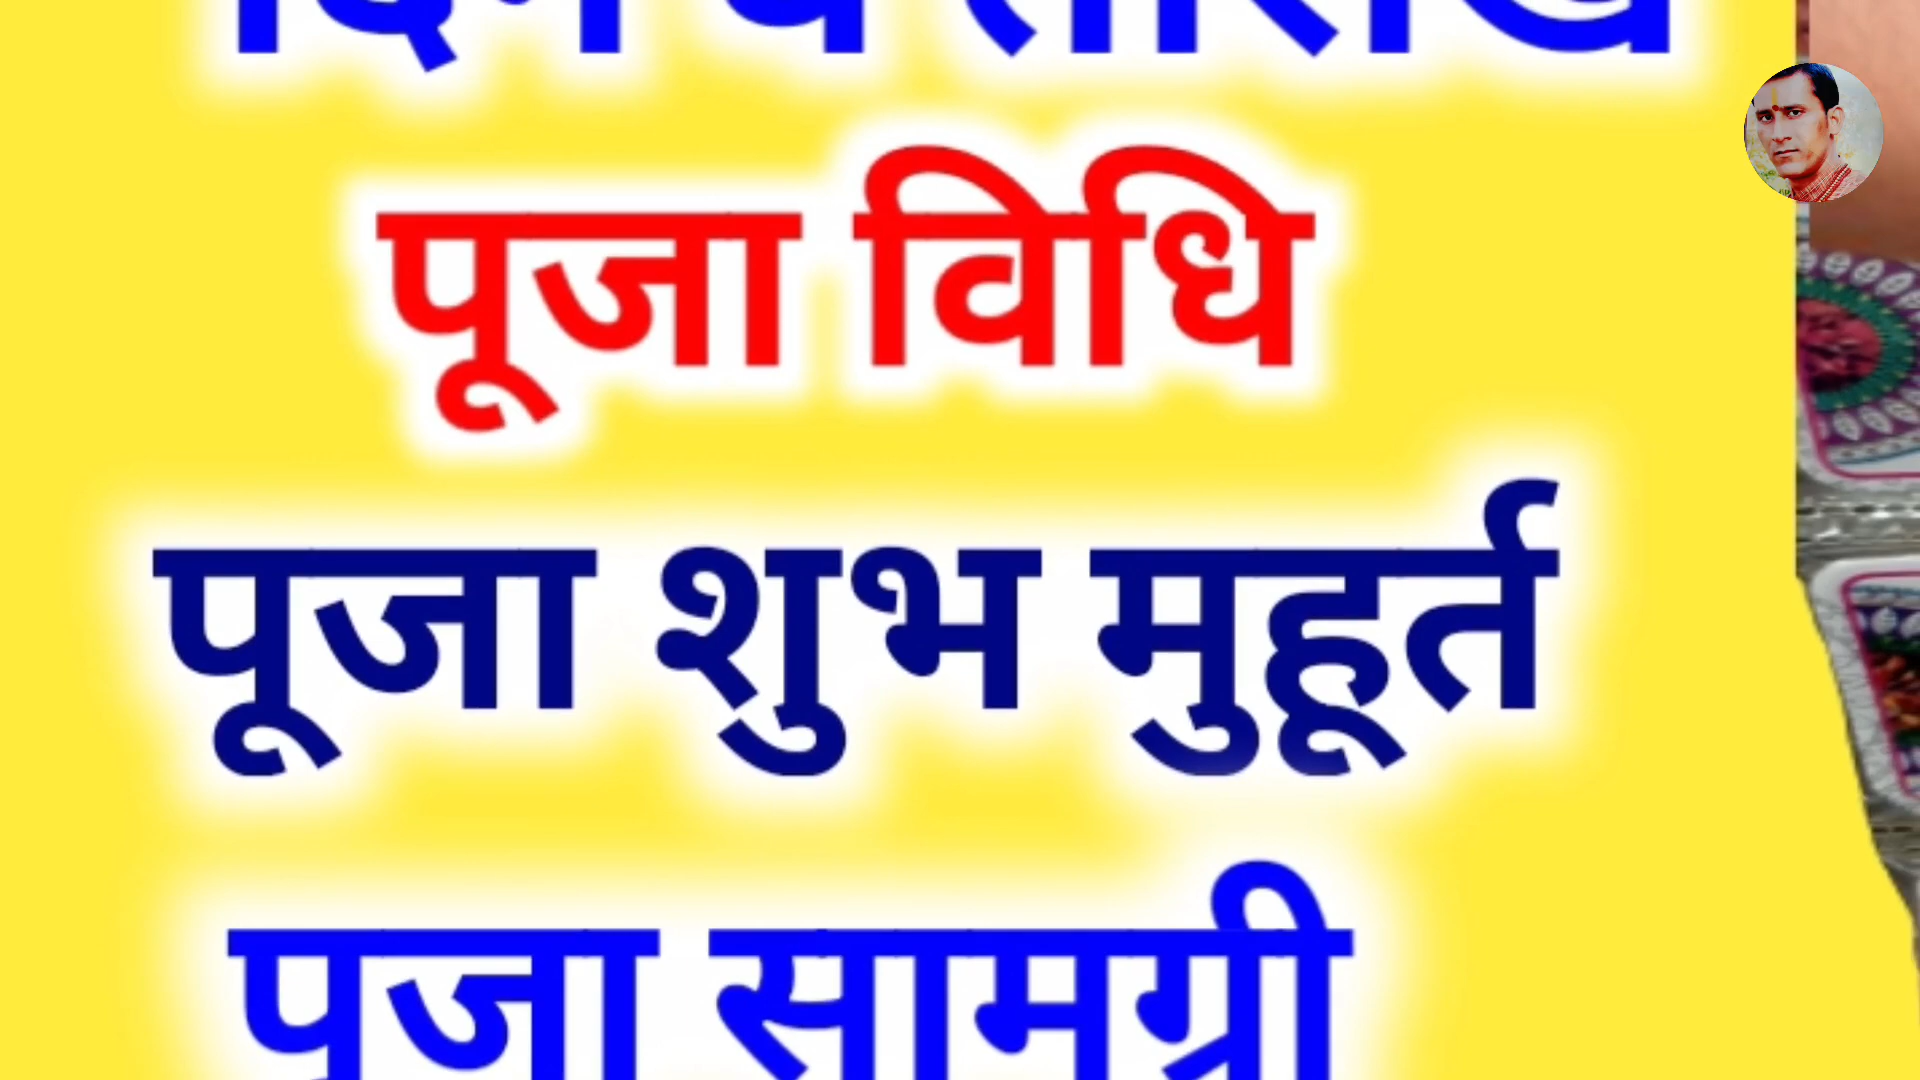 दिन व तारीख
पूजा विधि
पूजा शुभ मुहूर्त
पूजा सामग्री